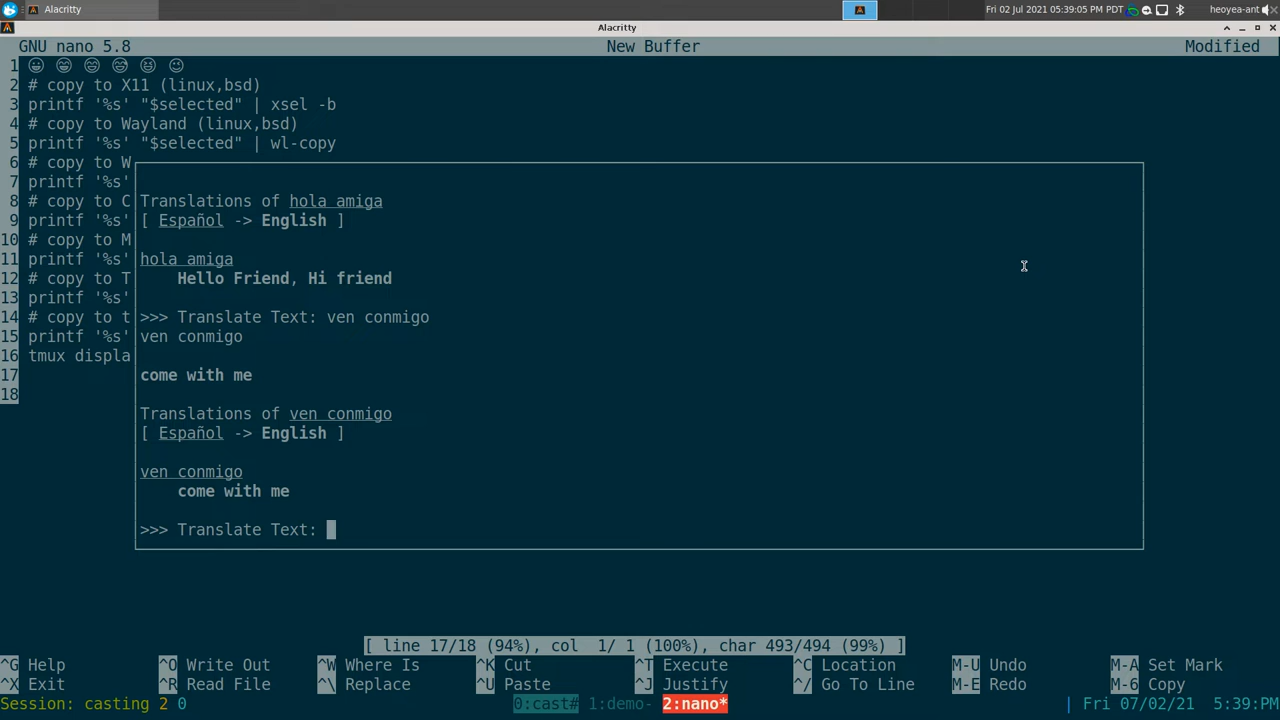 Alacritty
Fri 02 Jul 2021 05:39:05 PM PDT
heoyea-ant
Alacritty
GNU nano 5.8
New Buffer
Modified
1 😀 😁 😄 😅 😆 😉
2 # copy to X11 (linux,bsd)
3 printf '%s' "$selected" | xsel -b
4 # copy to Wayland (linux,bsd)
5 printf '%s' "$selected" | wl-copy
6 # copy to W
7 printf '%s'
8 # copy to C
9 printf '%s'
10 # copy to M
11 printf '%s'
12 # copy to T
13 printf '%s'
14 # copy to t
15 printf '%s'
16 tmux displa
17
18
Translations of hola amiga
[ Español -> English ]
hola amiga
Hello Friend, Hi friend
>>> Translate Text: ven conmigo
ven conmigo
come with me
Translations of ven conmigo
[ Español -> English ]
ven conmigo
come with me
>>> Translate Text:
[ line 17/18 (94%), col 1/ 1 (100%), char 493/494 (99%) ]
^G Help ^O Write Out ^W Where Is ^K Cut ^T Execute ^C Location M-U Undo M-A Set Mark
^X Exit ^R Read File ^\ Replace ^U Paste ^J Justify ^/ Go To Line M-E Redo M-6 Copy
Session: casting 2 0 0:cast# 1:demo- 2:nano* | Fri 07/02/21 5:39:PM